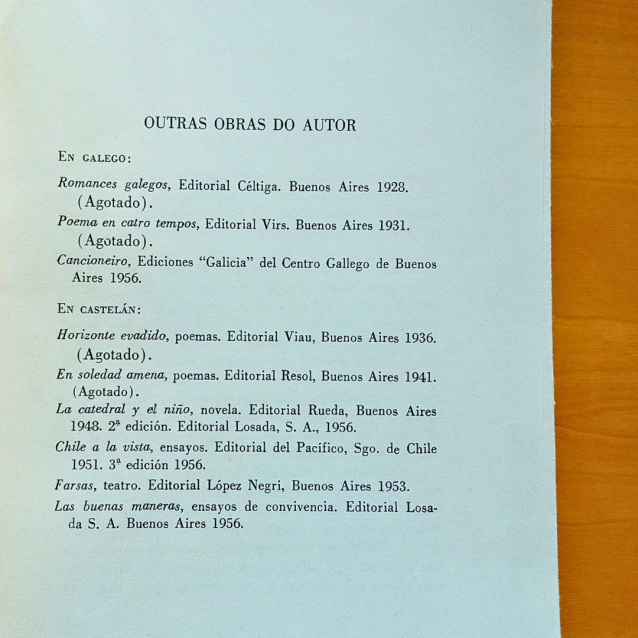 OUTRAS OBRAS DO AUTOR
EN GALEGO:
Romances galegos, Editorial Céltiga. Buenos Aires 1928.
(Agotado).
Poema en catro tempos, Editorial Virs. Buenos Aires 1931.
(Agotado).
Cancioneiro, Ediciones “Galicia” del Centro Gallego de Buenos
Aires 1956.
EN CASTELÁN:
Horizonte evadido, poemas. Editorial Viau, Buenos Aires 1936.
(Agotado).
En soledad amena, poemas. Editorial Resol, Buenos Aires 1941.
(Agotado).
La catedral y el niño, novela. Editorial Rueda, Buenos Aires
1948. 2ª edición. Editorial Losada, S. A., 1956.
Chile a la vista, ensayos. Editorial del Pacífico, Sgo. de Chile
1951. 3ª edición 1956.
Farsas, teatro. Editorial López Negri, Buenos Aires 1953.
Las buenas maneras, ensayos de convivencia. Editorial Losa-
da S. A. Buenos Aires 1956.